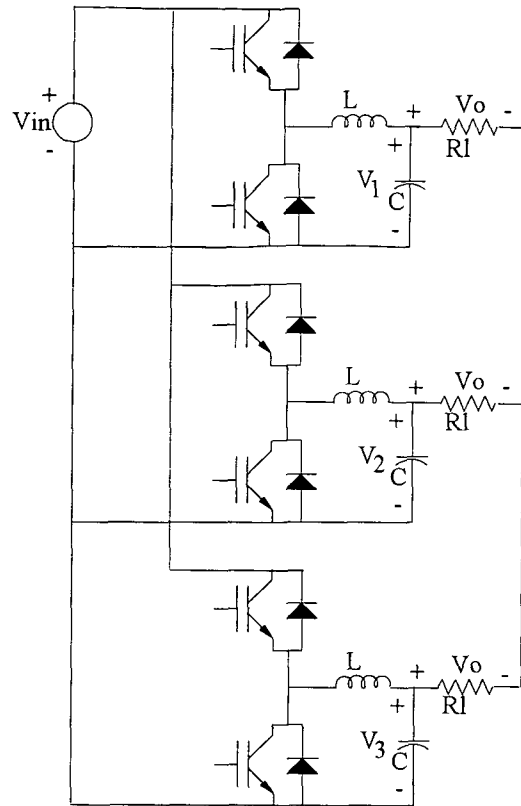 L + Vo -
+ Rl
Vin
-
+
V1 C
-
L + Vo -
+ Rl
V2 C
-
L + Vo -
+ Rl
V3 C
-